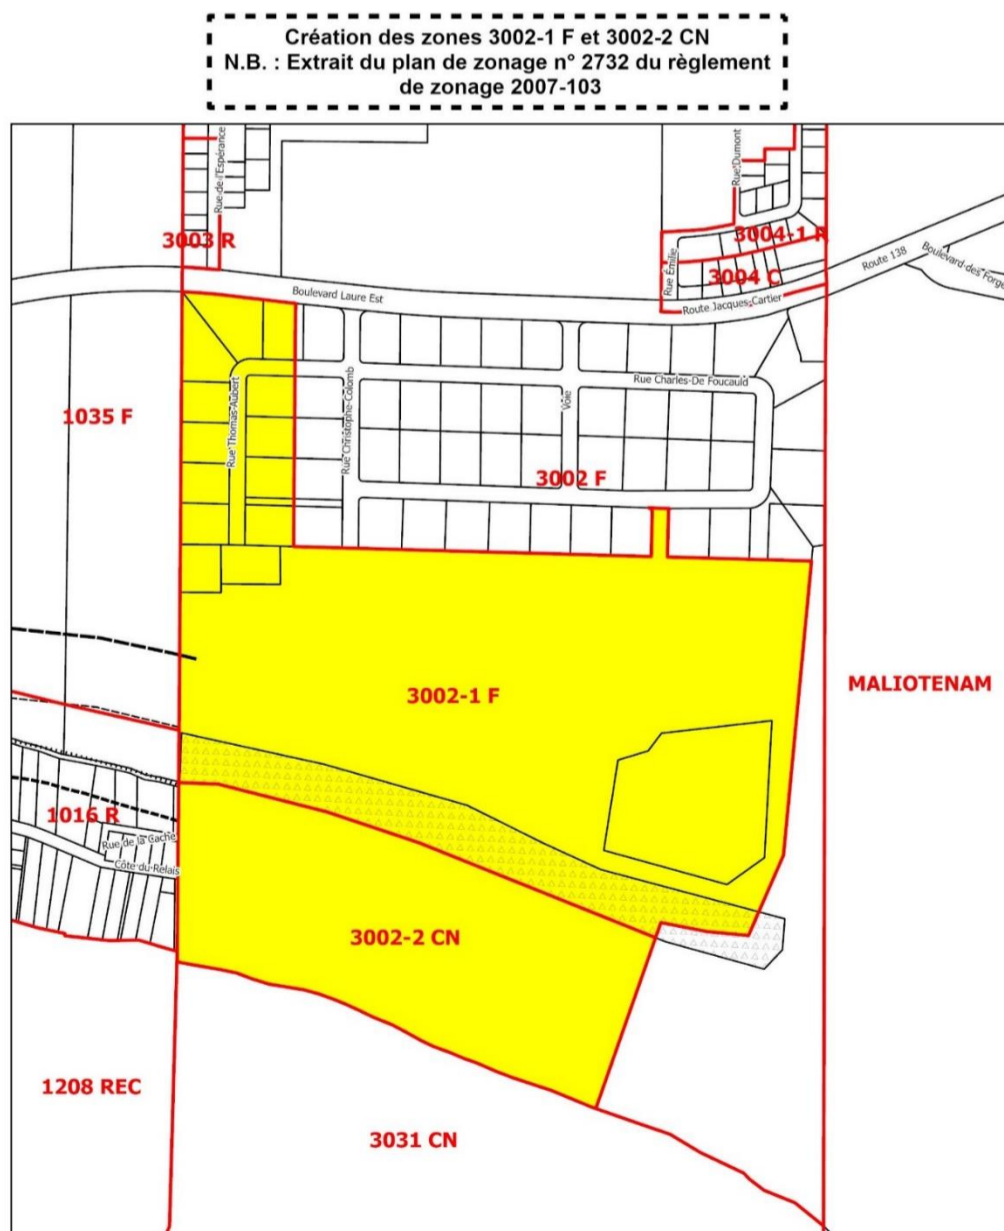 Création des zones 3002-1 F et 3002-2 CN
N.B. : Extrait du plan de zonage n° 2732 du règlement
de zonage 2007-103
Rue-de-l'Espérance
Rue Dumont
3003 R
3004-1 R
Rue Émilie
3004 C
Route 138
Boulevard-des Forge
Boulevard Laure Est
Route Jacques-Cartier
Rue Charles-De Foucauld
Rue Thomas-Aubert
Rue Christophe-Colomb
Voie
1035 F
3002 F
3002-1 F
MALIOTENAM
1016 R
Rue de la Cache
Côte-du-Relais
3002-2 CN
1208 REC
3031 CN